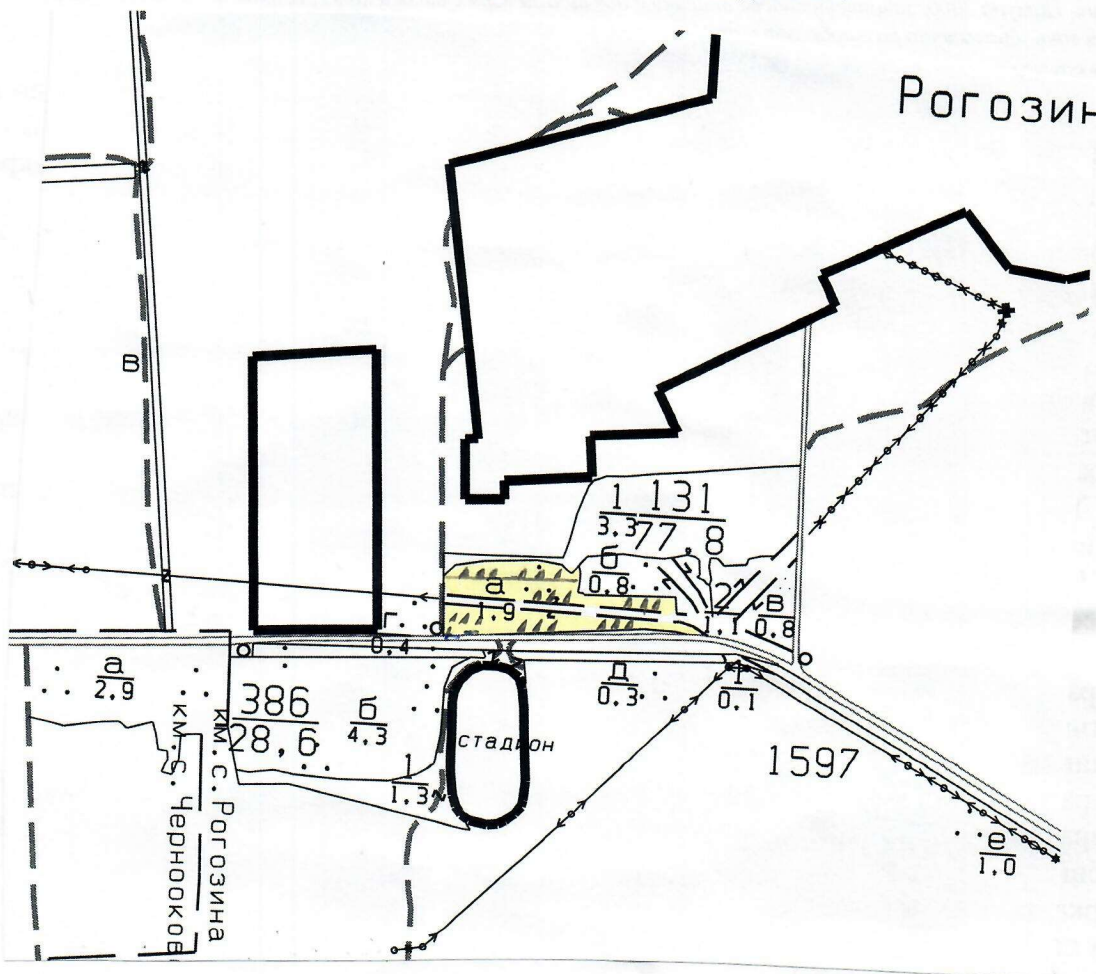 Рогозин
В
1 131
3,3 77,8
б
0,8
а
1,9
2
1,1
в
0,8
Г
0,4
а
2,9
386
28,6
б
4,3
1
1,3
стадион
д
0,3
1
0,1
1597
е
1,0
км.с. Рогозина
км.с. Чернооков